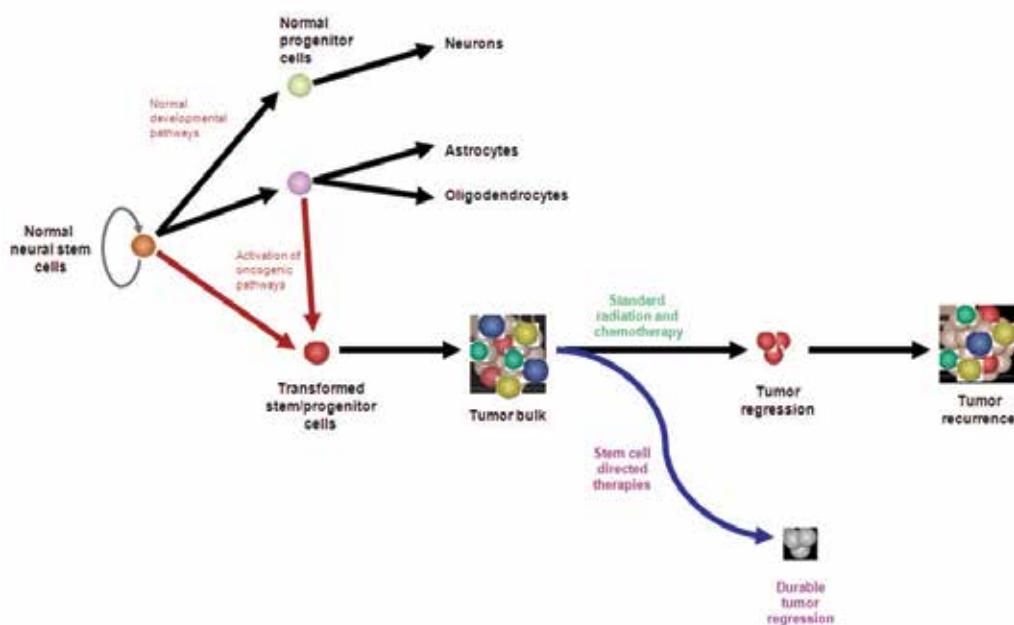 Normal
progenitor
cells
Neurons
Normal
developmental
pathways
Astrocytes
Oligodendrocytes
Normal
neural stem
cells
Activation of
oncogenic
pathways
Standard
radiation and
chemotherapy
Transformed
stem/progenitor
cells
Tumor bulk
Tumor
regression
Tumor
recurrence
Stem cell
directed
therapies
Durable
tumor
regression